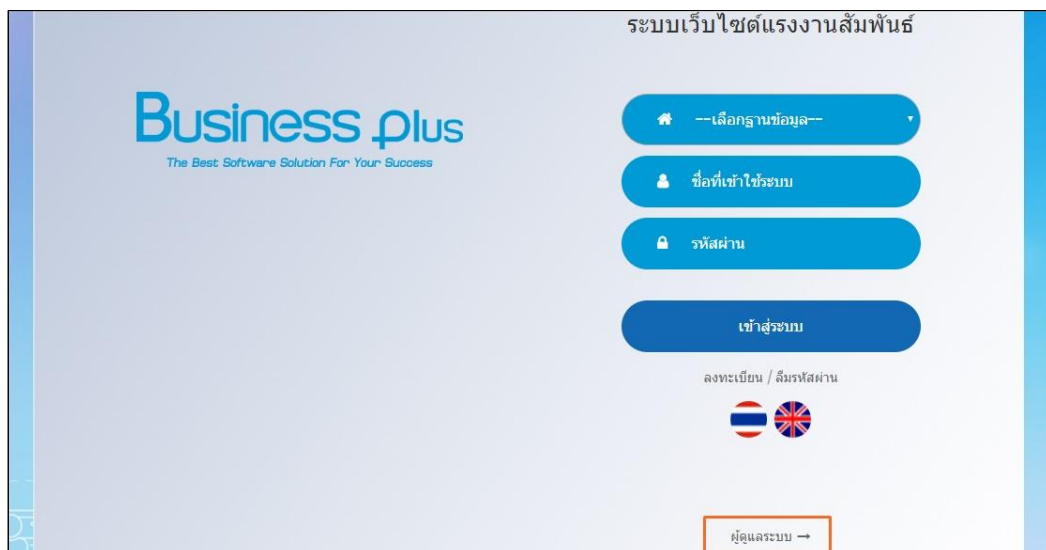 ระบบเว็บไซต์แรงงานสัมพันธ์
Business Plus
The Best Software Solution For Your Success
--เลือกฐานข้อมูล--
ชื่อที่เข้าใช้ระบบ
รหัสผ่าน
เข้าสู่ระบบ
ลงทะเบียน / ลืมรหัสผ่าน
ผู้ดูแลระบบ →